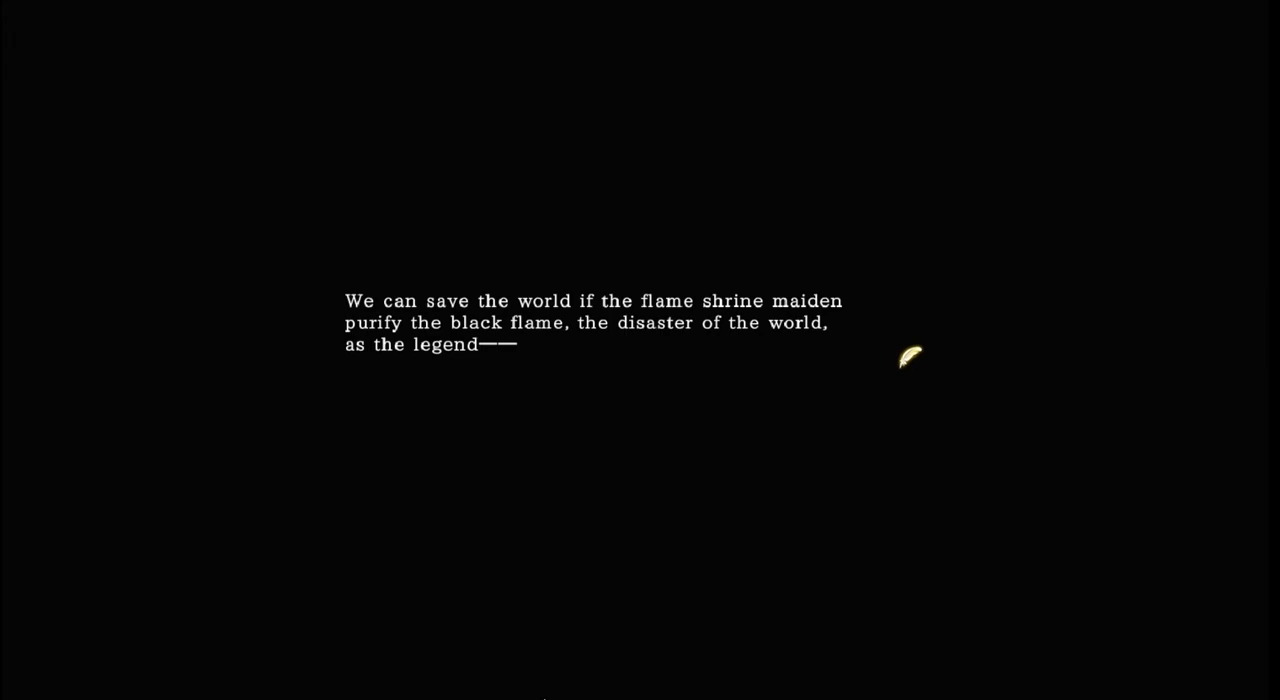 We can save the world if the flame shrine maiden
purify the black flame, the disaster of the world,
as the legend――